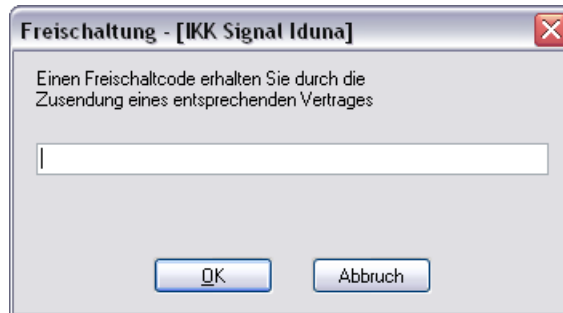 Freischaltung - [IKK Signal Iduna]
Einen Freischaltcode erhalten Sie durch die
Zusendung eines entsprechenden Vertrages
OK
Abbruch